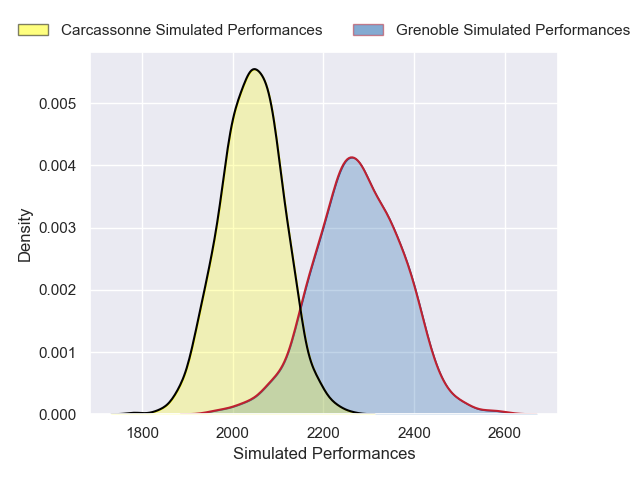 Carcassonne Simulated Performances
Grenoble Simulated Performances
0.005
0.004
0.003
0.002
0.001
0.000
Density
1800
2000
2200
2400
2600
Simulated Performances